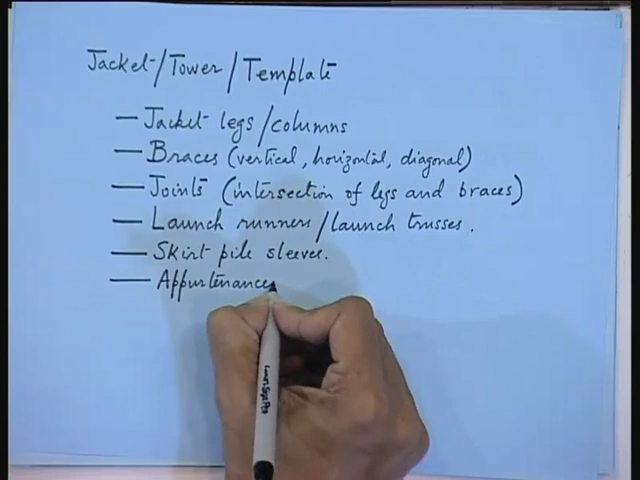 Jacket/Tower/Template
— Jacket legs/columns
— Braces (vertical, horizontal, diagonal)
— Joints (intersection of legs and braces)
— Launch runners/launch trusses.
— Skirt pile sleeves.
— Appurtenance